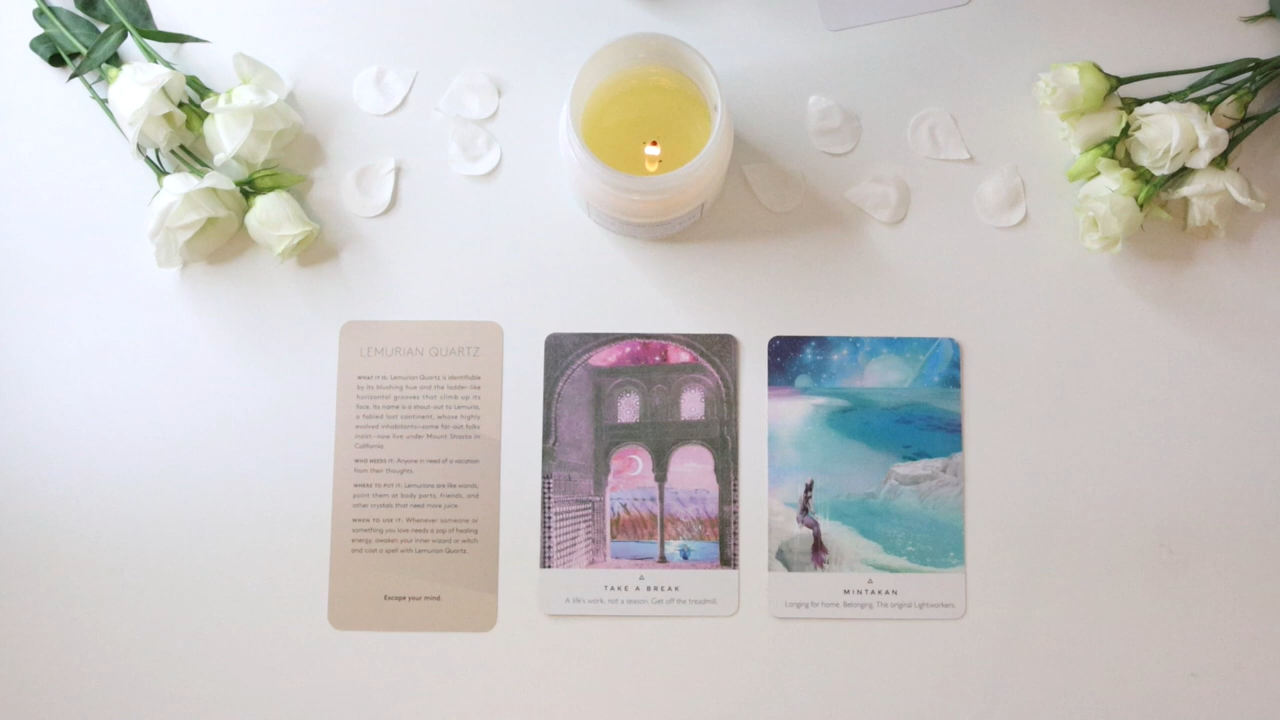 LEMURIAN QUARTZ
WHAT IT IS: Lemurian Quartz is identifiable
by its blushing hue and the ladder-like
horizontal grooves that climb up its
face. Its name is a shout-out to Lemuria,
a fabled lost continent, whose highly
evolved inhabitants—some far-out folks
insist—now live under Mount Shasta in
California.
WHO NEEDS IT: Anyone in need of a vacation
from their thoughts.
WHERE TO PUT IT: Lemurians are like wands,
point them at body parts, friends, and
other crystals that need more juice.
WHEN TO USE IT: Whenever someone or
something you love needs a zap of healing
energy, awaken your inner wizard or witch
and cast a spell with Lemurian Quartz.
Escape your mind.
TAKE A BREAK
A life's work, not a season. Get off the treadmill.
MINTAKAN
Longing for home. Belonging. The original Lightworkers.